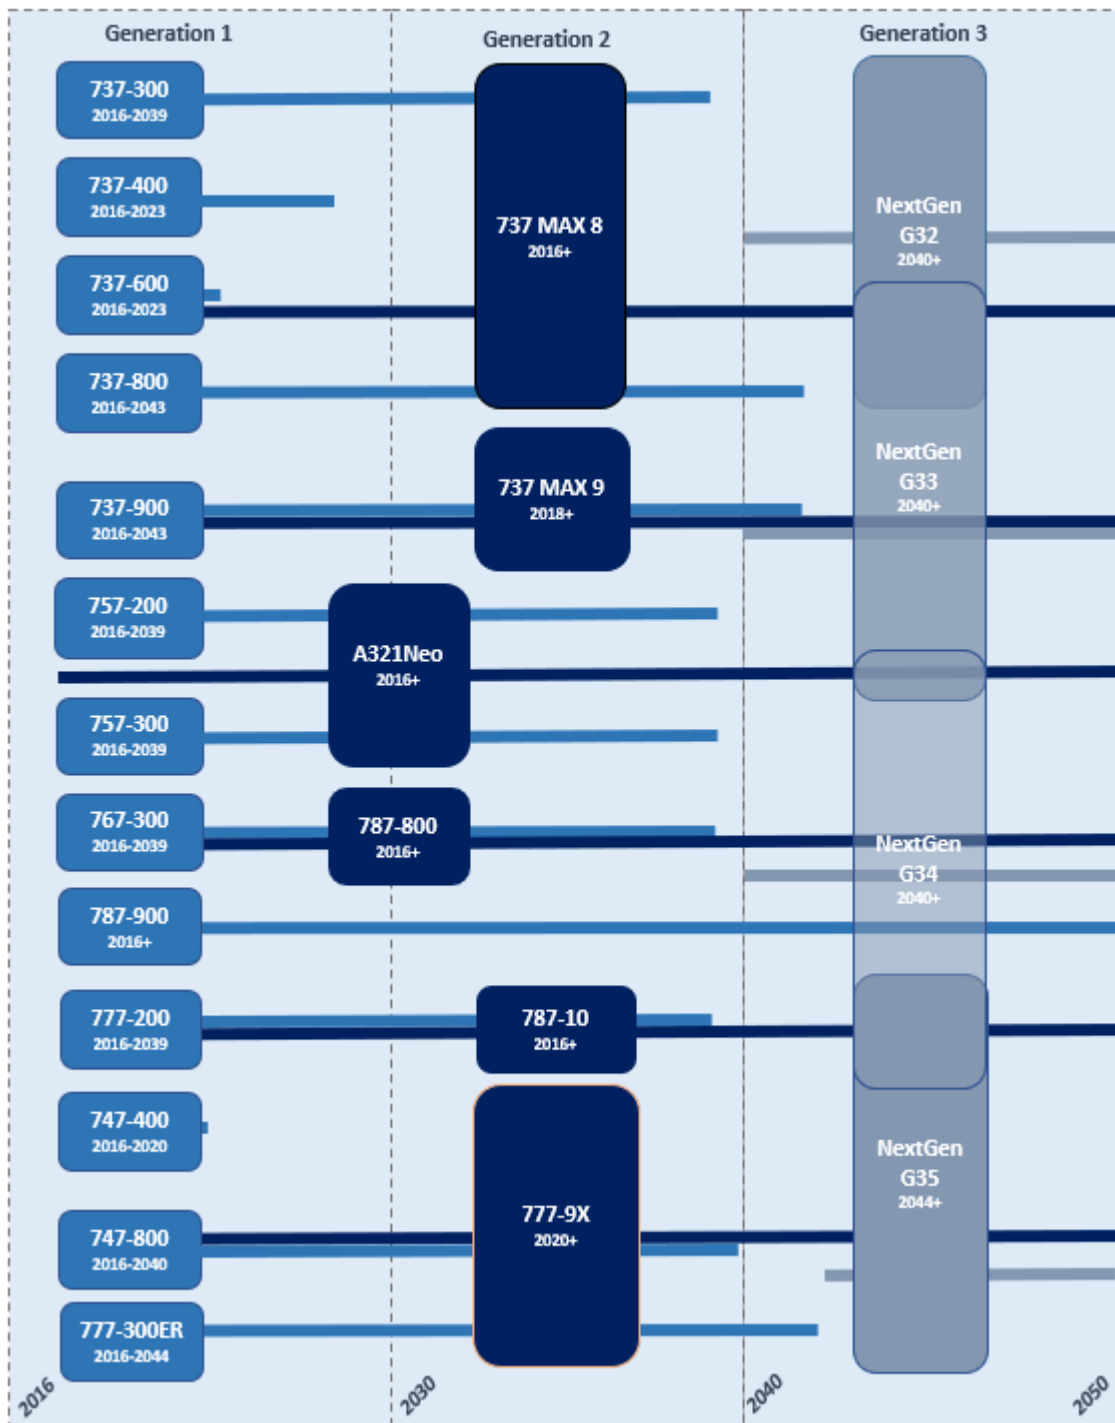 Generation 1
Generation 2
Generation 3
737-300
2016-2039
737-400
2016-2023
737-600
2016-2023
737-800
2016-2043
737-900
2016-2043
757-200
2016-2039
757-300
2016-2039
767-300
2016-2039
787-900
2016+
777-200
2016-2039
747-400
2016-2020
747-800
2016-2040
777-300ER
2016-2044
737 MAX 8
2016+
737 MAX 9
2018+
A321Neo
2016+
787-800
2016+
787-10
2016+
777-9X
2020+
NextGen
G32
2040+
NextGen
G33
2040+
NextGen
G34
2040+
NextGen
G35
2044+
2016
2030
2040
2050